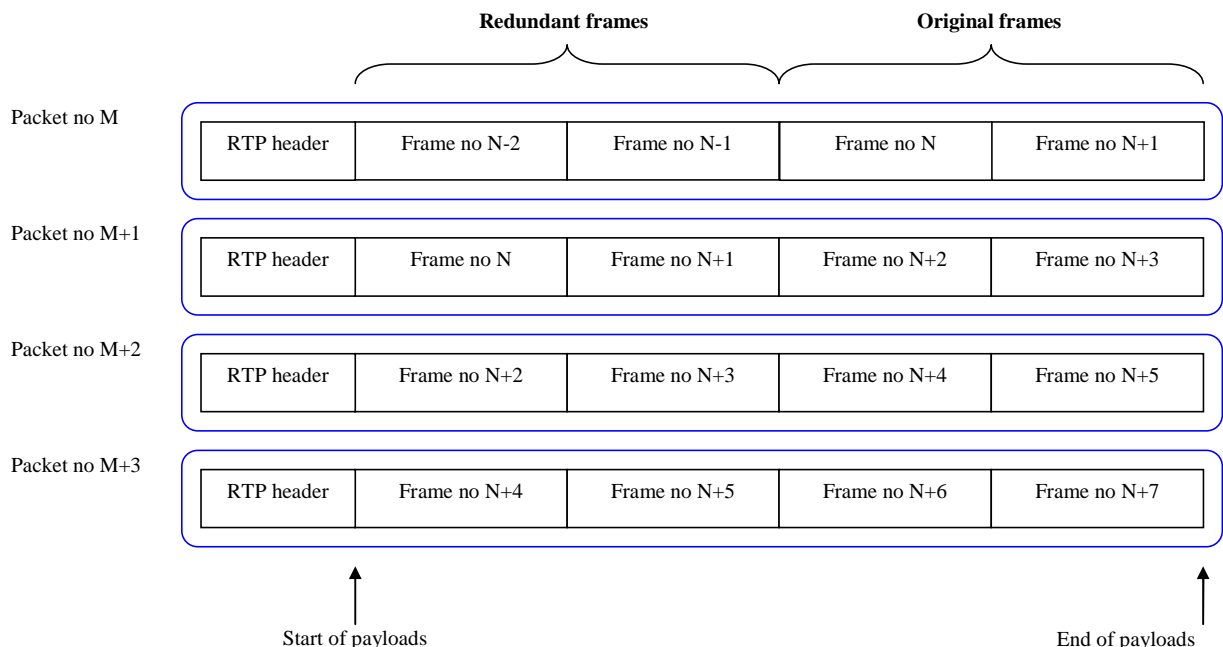 Redundant frames Original frames
Packet no M
RTP header Frame no N-2 Frame no N-1 Frame no N Frame no N+1
Packet no M+1
RTP header Frame no N Frame no N+1 Frame no N+2 Frame no N+3
Packet no M+2
RTP header Frame no N+2 Frame no N+3 Frame no N+4 Frame no N+5
Packet no M+3
RTP header Frame no N+4 Frame no N+5 Frame no N+6 Frame no N+7
Start of payloads End of payloads